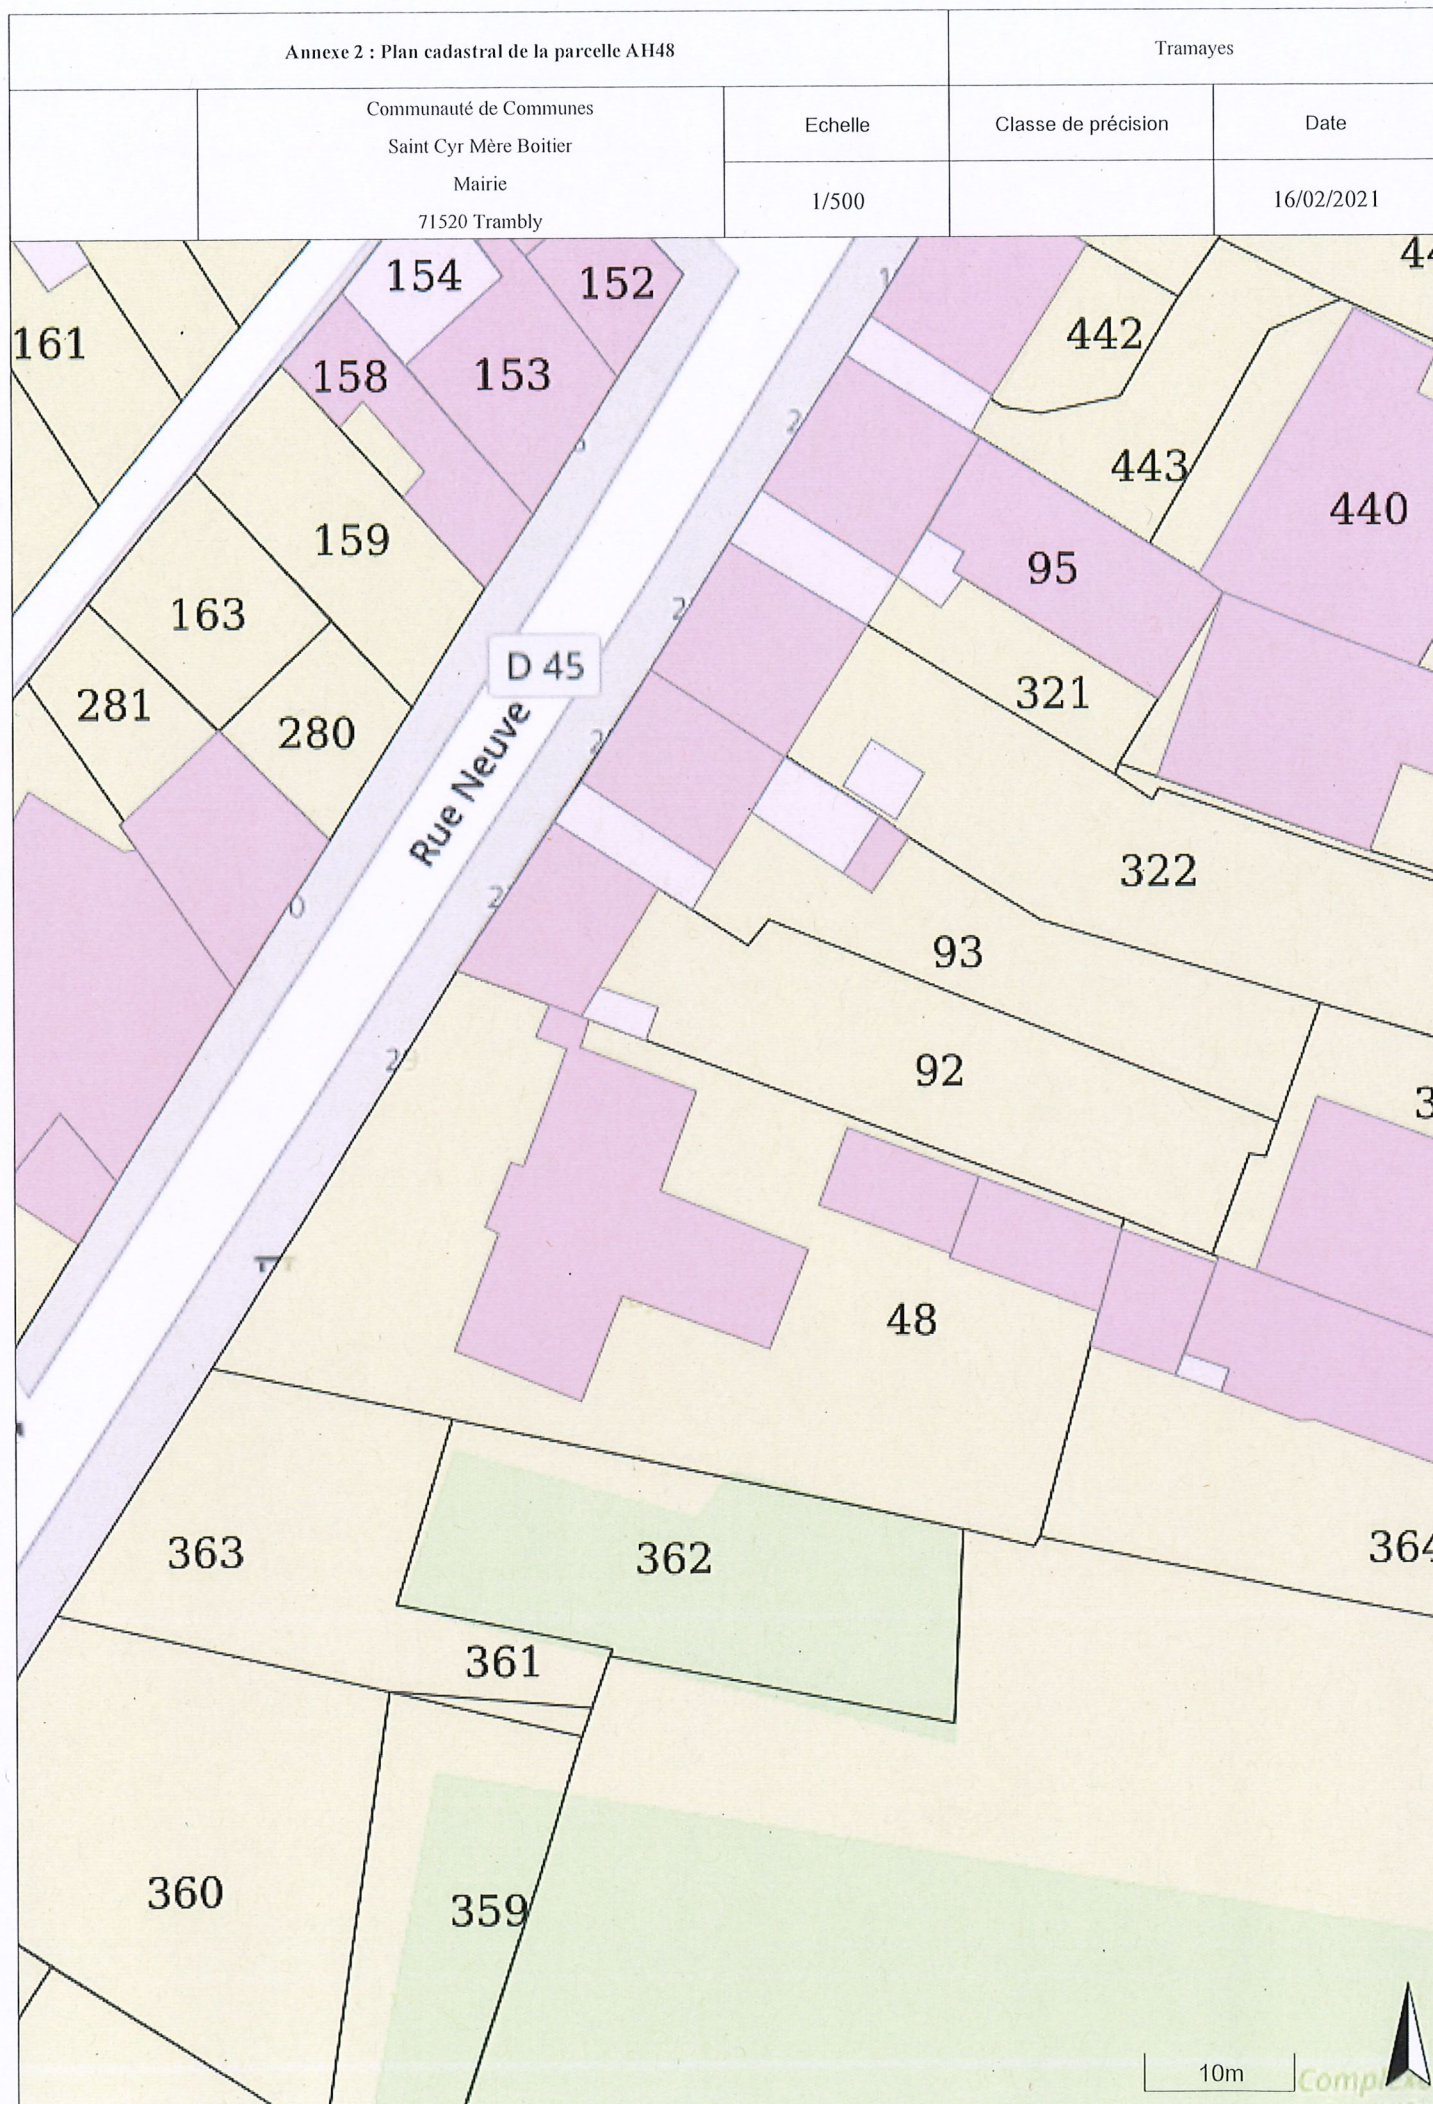 Annexe 2 : Plan cadastral de la parcelle AH48
Tramayes
Communauté de Communes
Saint Cyr Mère Boitier
Mairie
71520 Trambly
Echelle
1/500
Classe de précision
Date
16/02/2021
154
152
161
158
153
442
443
440
159
95
163
D 45
281
280
321
Rue Neuve
322
93
92
29
48
363
362
364
361
360
359
10m